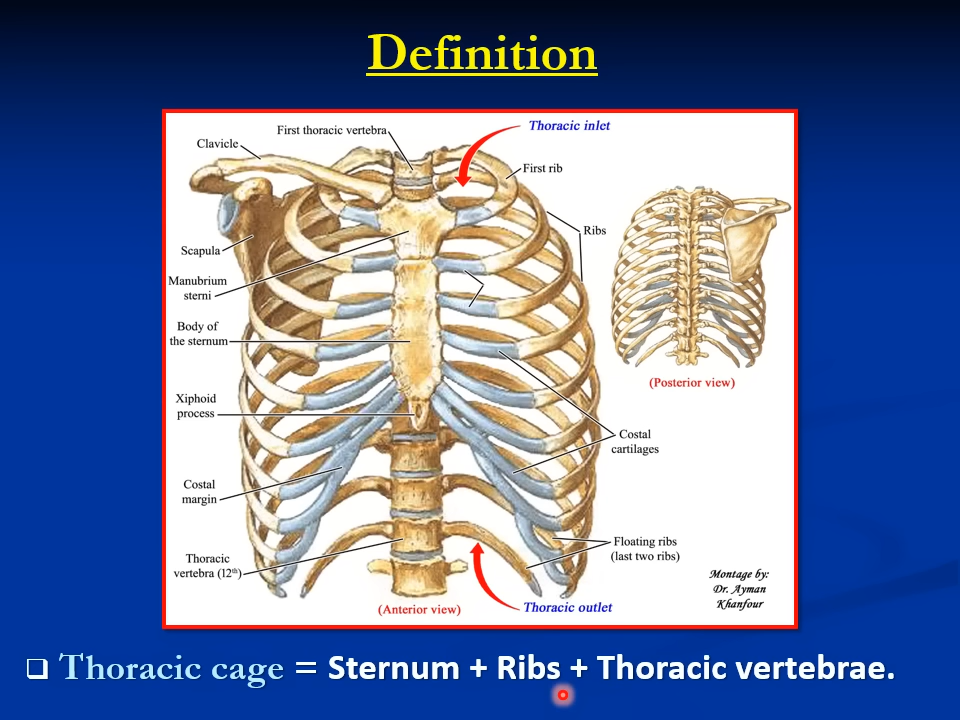 Definition
First thoracic vertebra
Thoracic inlet
Clavicle
First rib
Ribs
Scapula
Manubrium
sterni
Body of
the sternum
(Posterior view)
Xiphoid
process
Costal
cartilages
Costal
margin
Floating ribs
(last two ribs)
Thoracic
vertebra (12th)
Montage by:
Dr. Ayman
Khanfour
(Anterior view)
Thoracic outlet
Thoracic cage = Sternum + Ribs + Thoracic vertebrae.